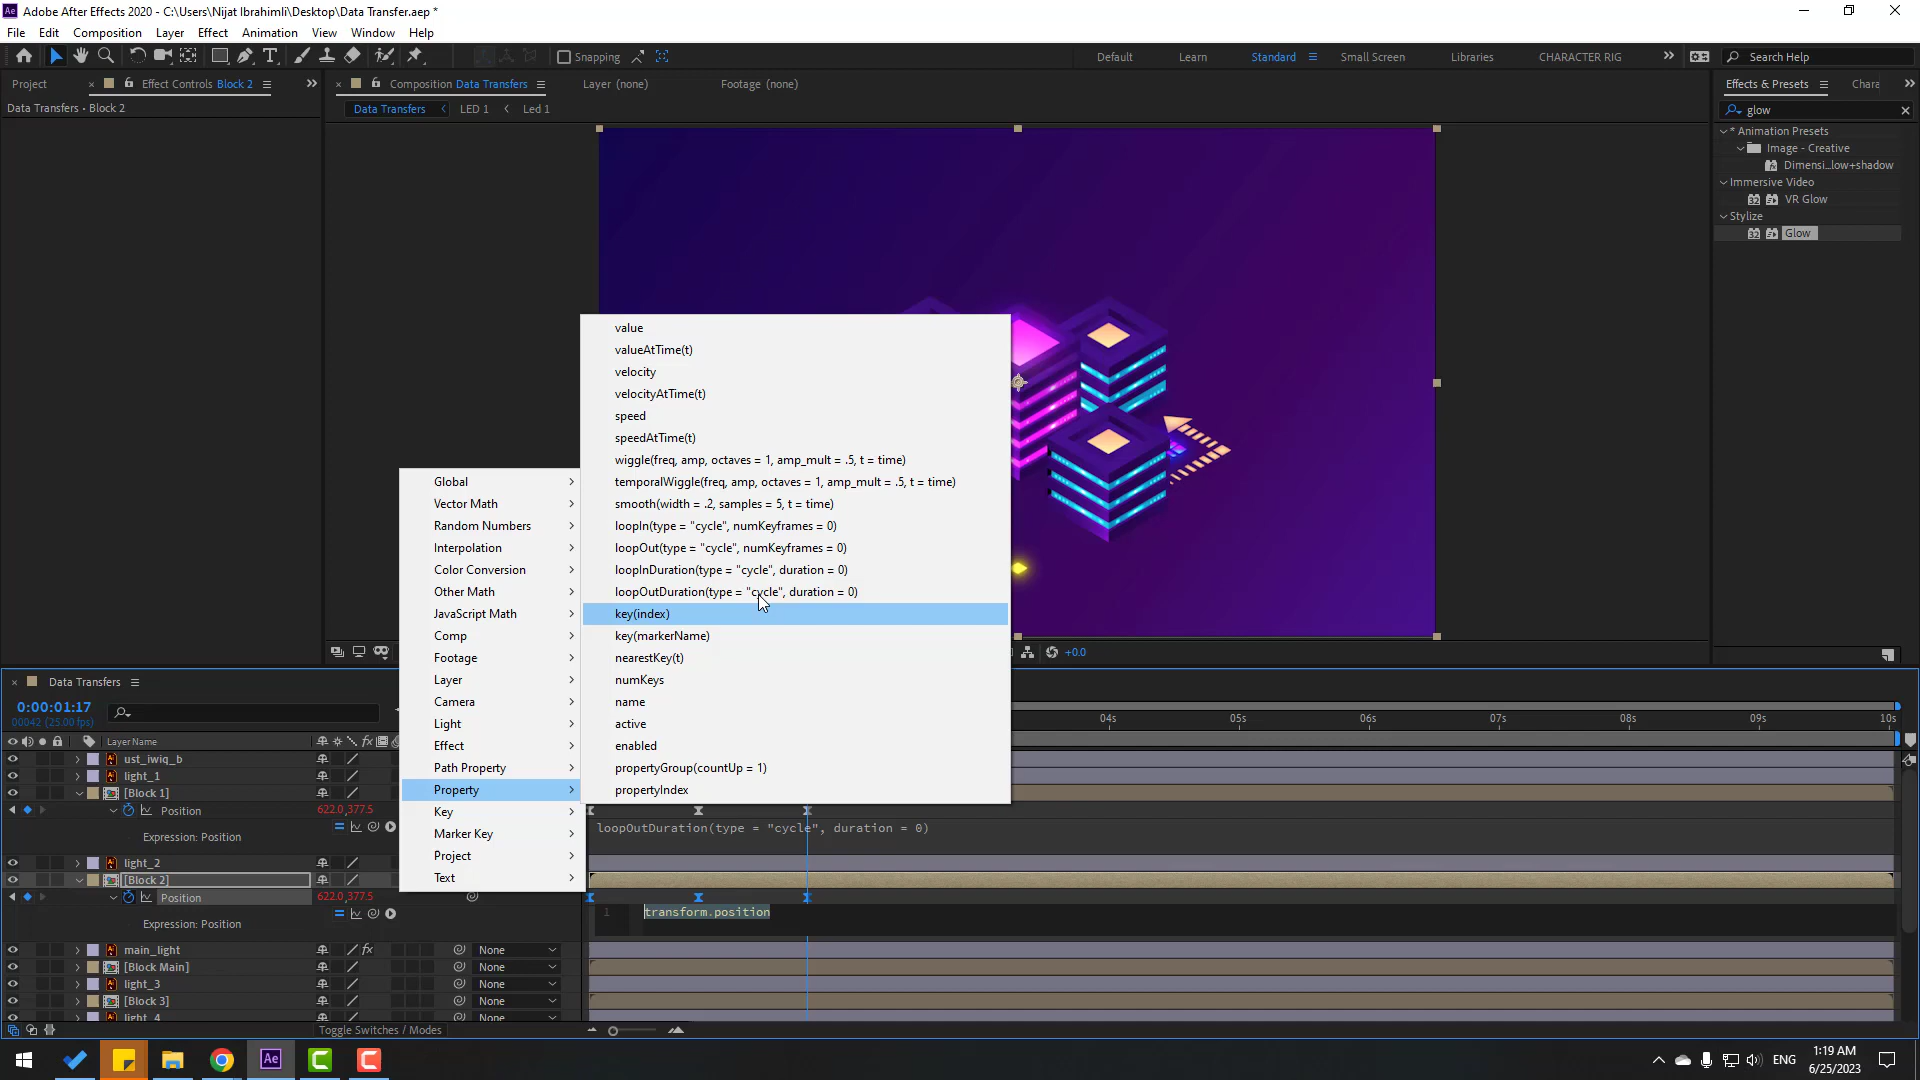 Adobe After Effects 2020 - C:\Users\Nijat Ibrahimli\Desktop\Data Transfer.aep *
File Edit Composition Layer Effect Animation View Window Help
Snapping
Default Learn Standard Small Screen Libraries CHARACTER RIG Search Help
Project Effect Controls Block 2
Composition Data Transfers
Layer (none)
Footage (none)
Effects & Presets
Chara
Data Transfers • Block 2
Data Transfers LED 1 Led 1
glow
* Animation Presets
Image - Creative
Dimensi...low+shadow
Immersive Video
VR Glow
Stylize
Glow
value
valueAtTime(t)
velocity
velocityAtTime(t)
speed
speedAtTime(t)
wiggle(freq, amp, octaves = 1, amp_mult = .5, t = time)
temporalWiggle(freq, amp, octaves = 1, amp_mult = .5, t = time)
smooth(width = .2, samples = 5, t = time)
loopIn(type = "cycle", numKeyframes = 0)
loopOut(type = "cycle", numKeyframes = 0)
loopInDuration(type = "cycle", duration = 0)
loopOutDuration(type = "cycle", duration = 0)
key(index)
key(markerName)
nearestKey(t)
numKeys
name
active
enabled
propertyGroup(countUp = 1)
propertyIndex
Global
Vector Math
Random Numbers
Interpolation
Color Conversion
Other Math
JavaScript Math
Comp
Footage
Layer
Camera
Light
Effect
Path Property
Property
Key
Marker Key
Project
Text
+0.0
Data Transfers
0:00:01:17
00042 (25.00 fps)
04s 05s 06s 07s 08s 09s 10s
Layer Name
ust_iwiq_b
light_1
[Block 1]
Position 622.0,377.5
Expression: Position
loopOutDuration(type = "cycle", duration = 0)
light_2
[Block 2]
Position 622.0,377.5
1 transform.position
Expression: Position
main_light None
[Block Main] None
light_3 None
[Block 3] None
light_4 None
Toggle Switches / Modes
ENG
1:19 AM
6/25/2023